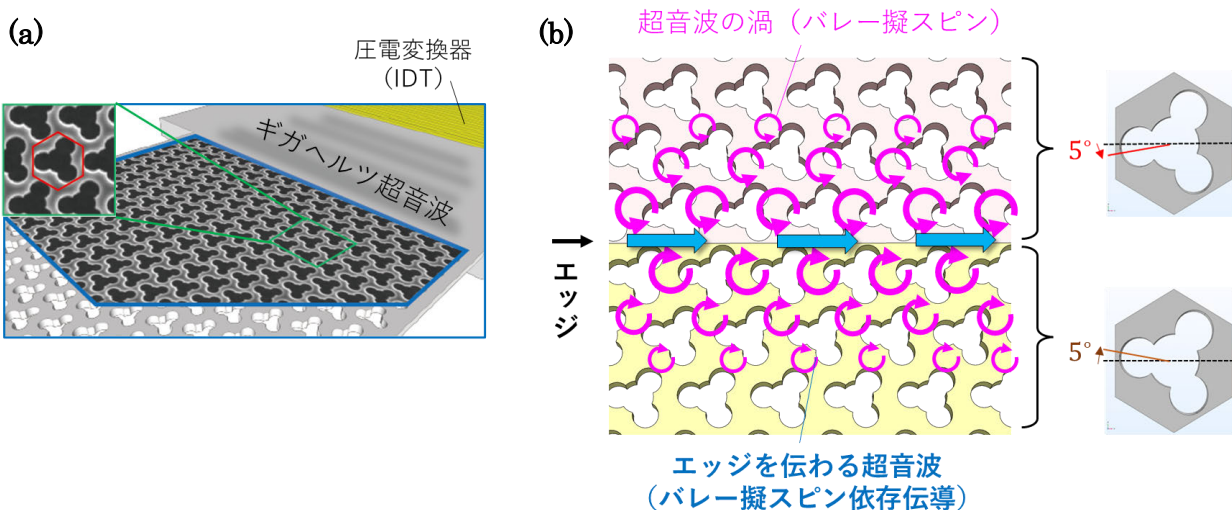 (a)
圧電変換器
（IDT）
ギガヘルツ超音波
(b)
超音波の渦（バレー擬スピン）
エッジ
5°
5°
エッジを伝わる超音波
（バレー擬スピン依存伝導）